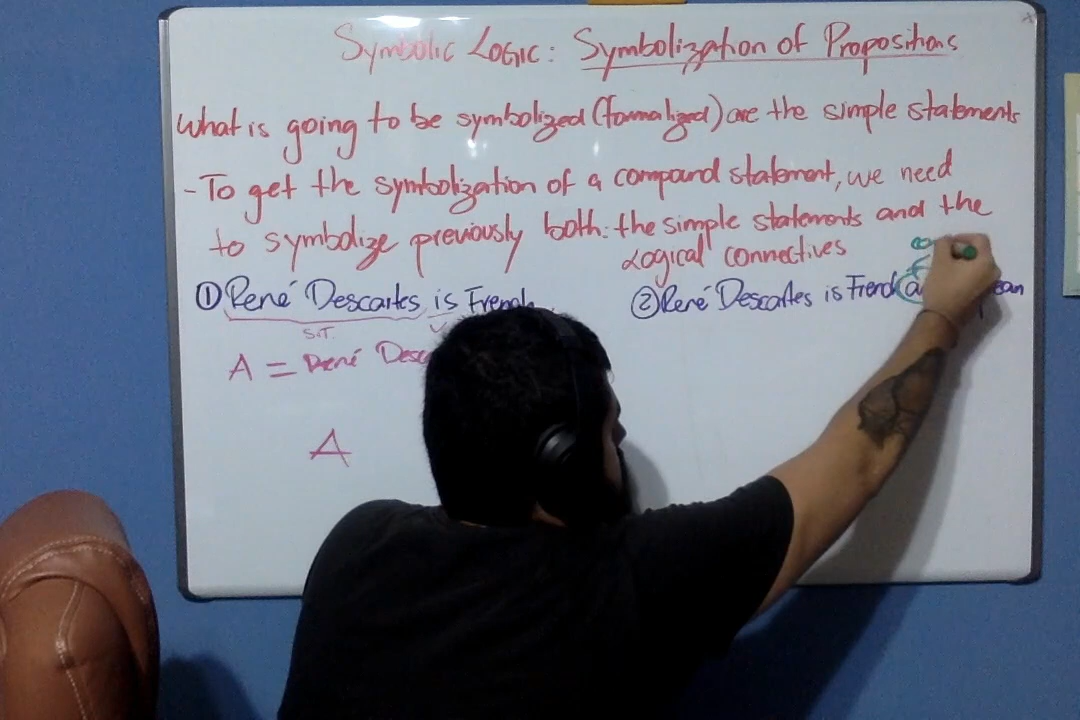 Symbolic Logic: Symbolization of Propositions
What is going to be symbolized (formalized) are the simple statements
- To get the symbolization of a compound statement, we need
to symbolize previously both: the simple statements and the
Logical connectives
① René Descartes is French
② René Descartes is French
S.T.
A = René Desc
A